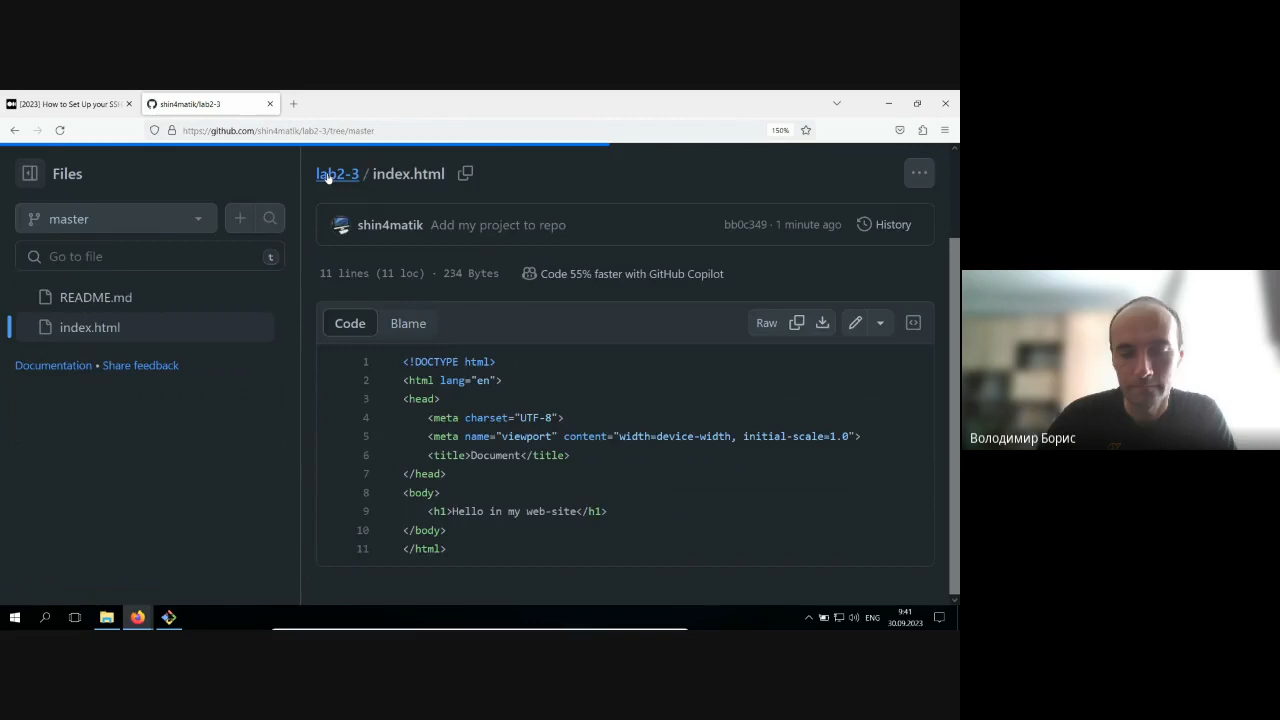 [2023] How to Set Up your SSH
shin4matik/lab2-3
https://github.com/shin4matik/lab2-3/tree/master
150%
Files
lab2-3 / index.html
master
shin4matik Add my project to repo
bb0c349 · 1 minute ago
History
Go to file
t
11 lines (11 loc) · 234 Bytes
Code 55% faster with GitHub Copilot
README.md
index.html
Code
Blame
Raw
Documentation • Share feedback
1 <!DOCTYPE html>
2 <html lang="en">
3 <head>
4 <meta charset="UTF-8">
5 <meta name="viewport" content="width=device-width, initial-scale=1.0">
6 <title>Document</title>
7 </head>
8 <body>
9 <h1>Hello in my web-site</h1>
10 </body>
11 </html>
Володимир Борис
ENG
9:41
30.09.2023